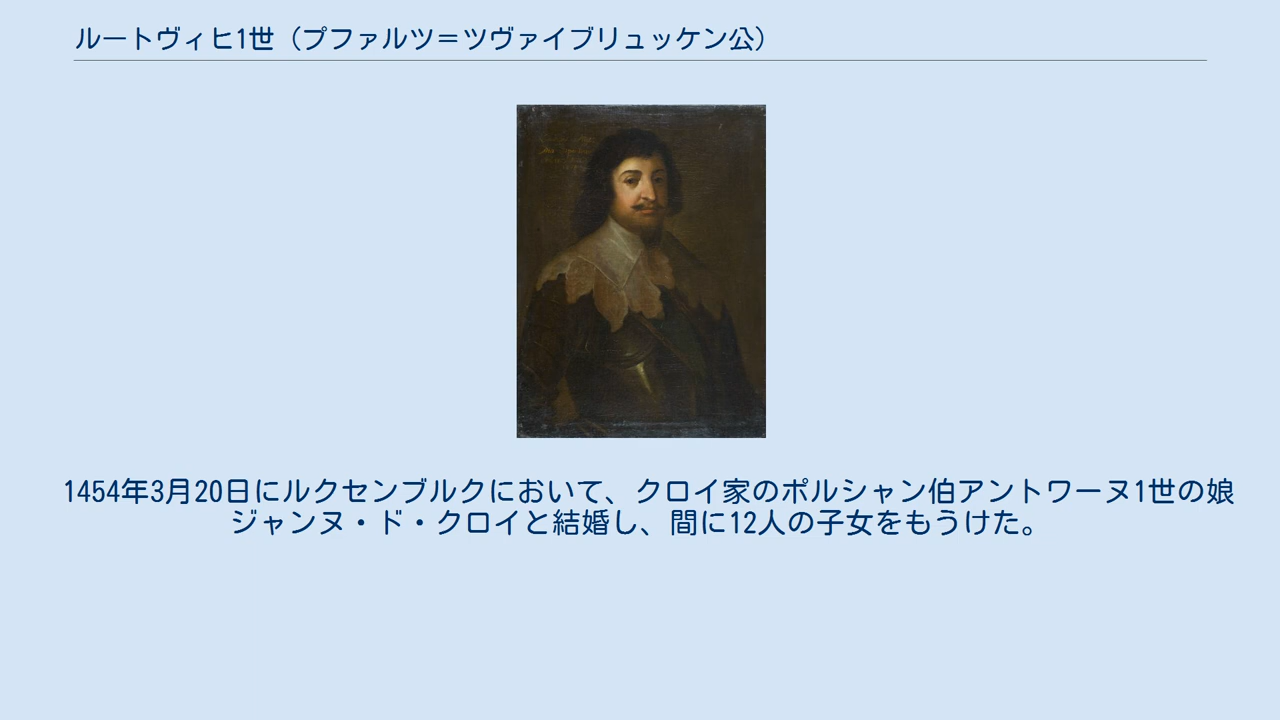 ルートヴィヒ1世（プファルツ＝ツヴァイブリュッケン公）
1454年3月20日にルクセンブルクにおいて、クロイ家のポルシャン伯アントワーヌ1世の娘
ジャンヌ・ド・クロイと結婚し、間に12人の子女をもうけた。